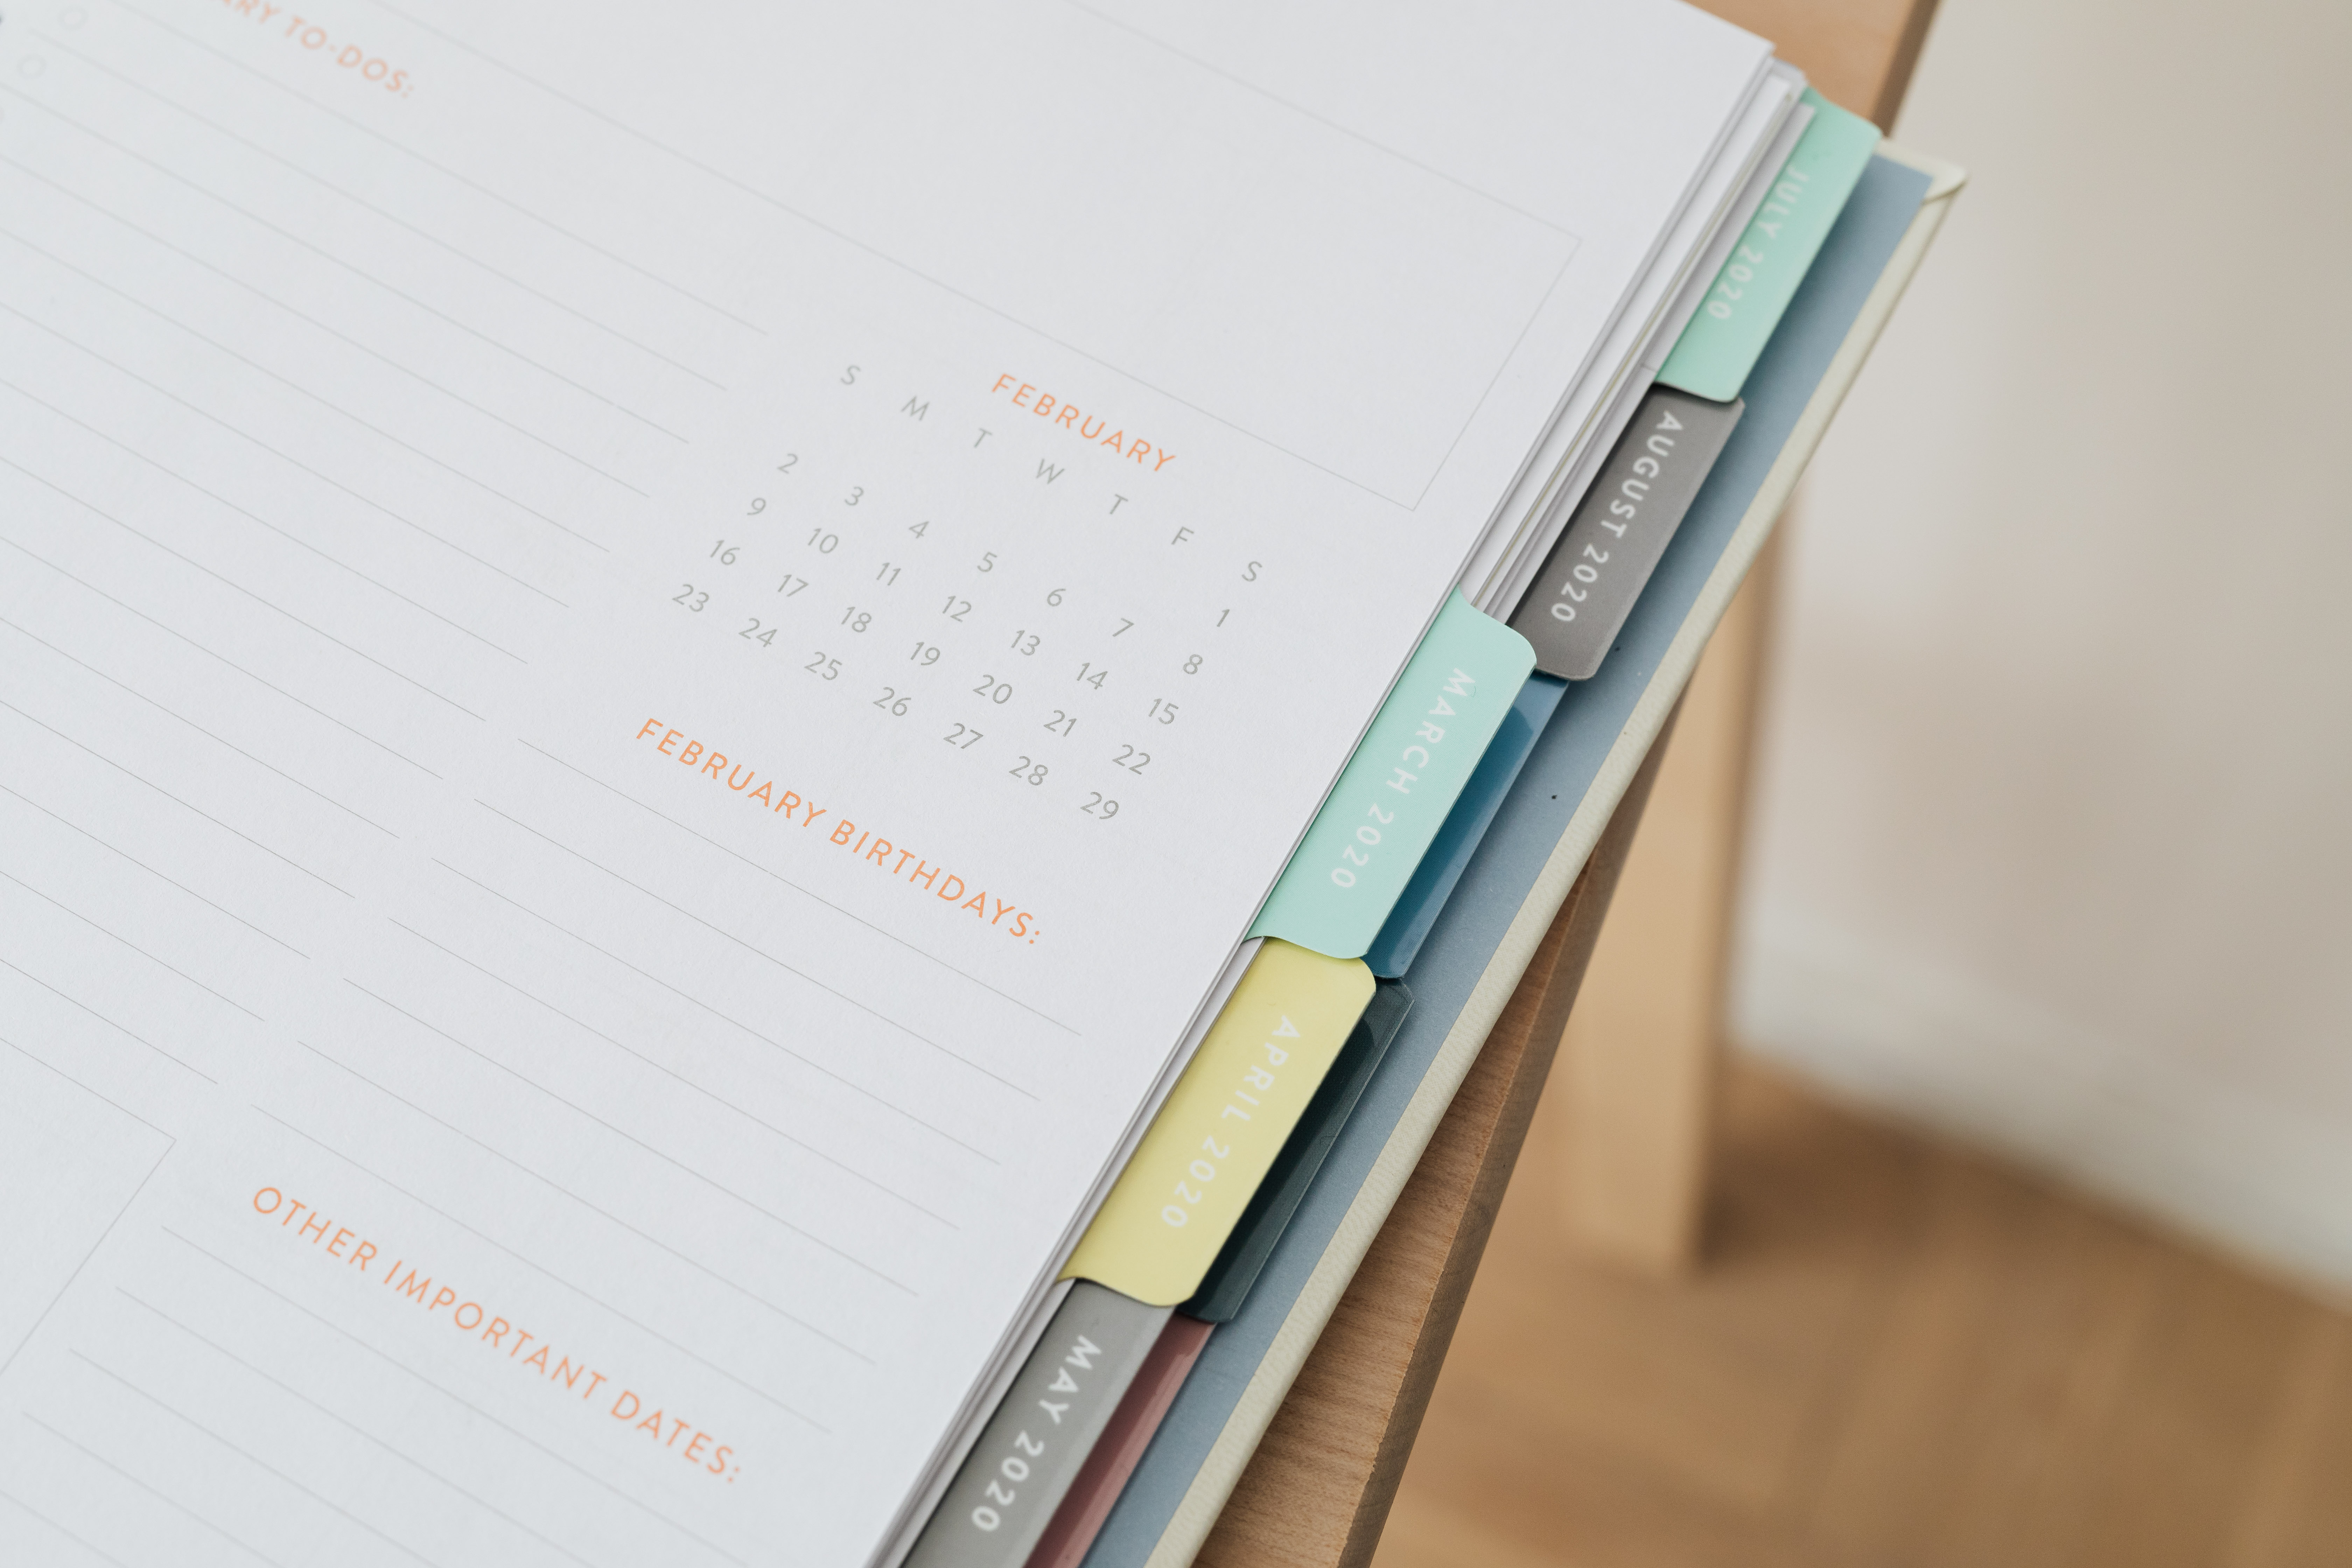 TO-DOS:
FEBRUARY
S M T W T F S
1
2 3 4 5 6 7 8
9 10 11 12 13 14 15
16 17 18 19 20 21 22
23 24 25 26 27 28 29
FEBRUARY BIRTHDAYS:
OTHER IMPORTANT DATES:
JULY 2020
AUGUST 2020
MARCH 2020
APRIL 2020
MAY 2020